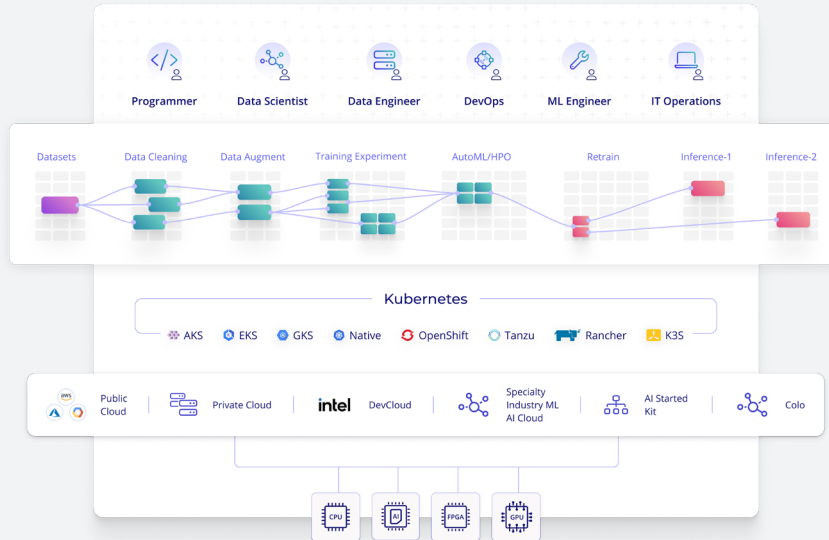 Programmer
Data Scientist
Data Engineer
DevOps
ML Engineer
IT Operations
Datasets
Data Cleaning
Data Augment
Training Experiment
AutoML/HPO
Retrain
Inference-1
Inference-2
Kubernetes
AKS
EKS
GKS
Native
OpenShift
Tanzu
Rancher
K3S
aws
Public
Cloud
Private Cloud
intel
DevCloud
Specialty
Industry ML
AI Cloud
AI Started
Kit
Colo
CPU
AI
FPGA
GPU